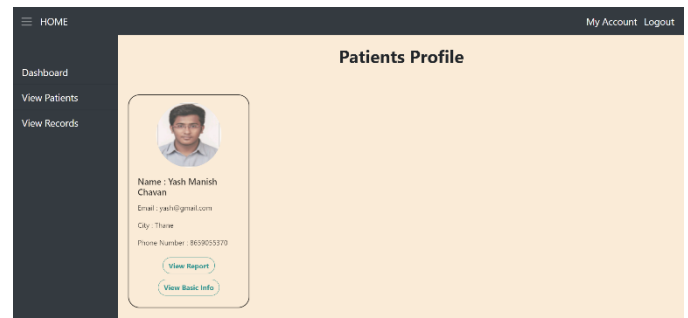 HOME
My Account Logout
Dashboard
View Patients
View Records
Patients Profile
Name : Yash Manish
Chavan
Email : yash@gmail.com
City : Thane
Phone Number : 8659055370
View Report
View Basic Info